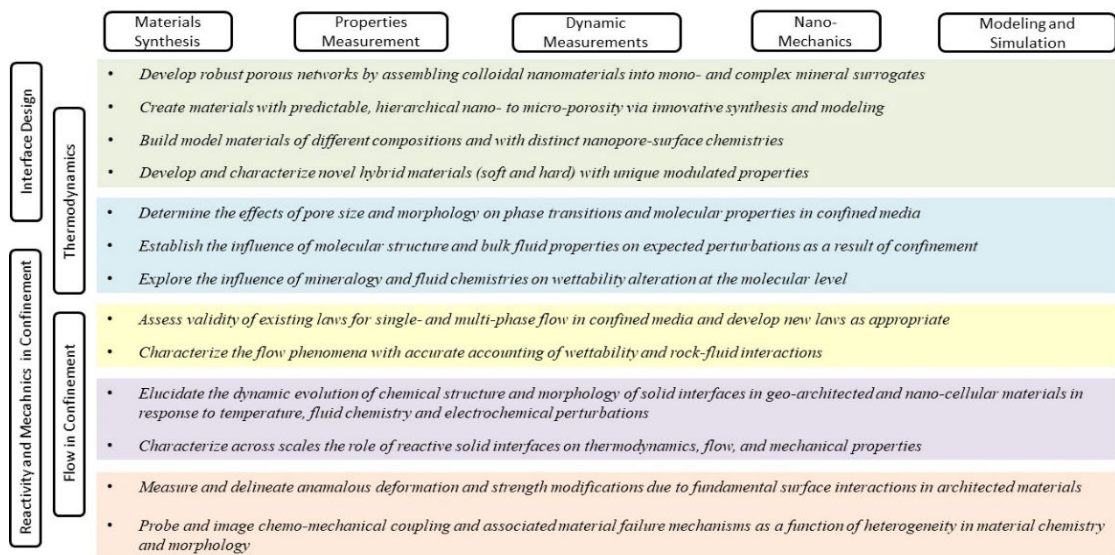 Materials
Synthesis
Properties
Measurement
Dynamic
Measurements
Nano-
Mechanics
Modeling and
Simulation
Interface Design
Thermodynamics
• Develop robust porous networks by assembling colloidal nanomaterials into mono- and complex mineral surrogates
• Create materials with predictable, hierarchical nano- to micro-porosity via innovative synthesis and modeling
• Build model materials of different compositions and with distinct nanopore-surface chemistries
• Develop and characterize novel hybrid materials (soft and hard) with unique modulated properties
• Determine the effects of pore size and morphology on phase transitions and molecular properties in confined media
• Establish the influence of molecular structure and bulk fluid properties on expected perturbations as a result of confinement
• Explore the influence of mineralogy and fluid chemistries on wettability alteration at the molecular level
Reactivity and Mecahnics in Confinement
Flow in Confinement
• Assess validity of existing laws for single- and multi-phase flow in confined media and develop new laws as appropriate
• Characterize the flow phenomena with accurate accounting of wettability and rock-fluid interactions
• Elucidate the dynamic evolution of chemical structure and morphology of solid interfaces in geo-architected and nano-cellular materials in
response to temperature, fluid chemistry and electrochemical perturbations
• Characterize across scales the role of reactive solid interfaces on thermodynamics, flow, and mechanical properties
• Measure and delineate anamalous deformation and strength modifications due to fundamental surface interactions in architected materials
• Probe and image chemo-mechanical coupling and associated material failure mechanisms as a function of heterogeneity in material chemistry
and morphology